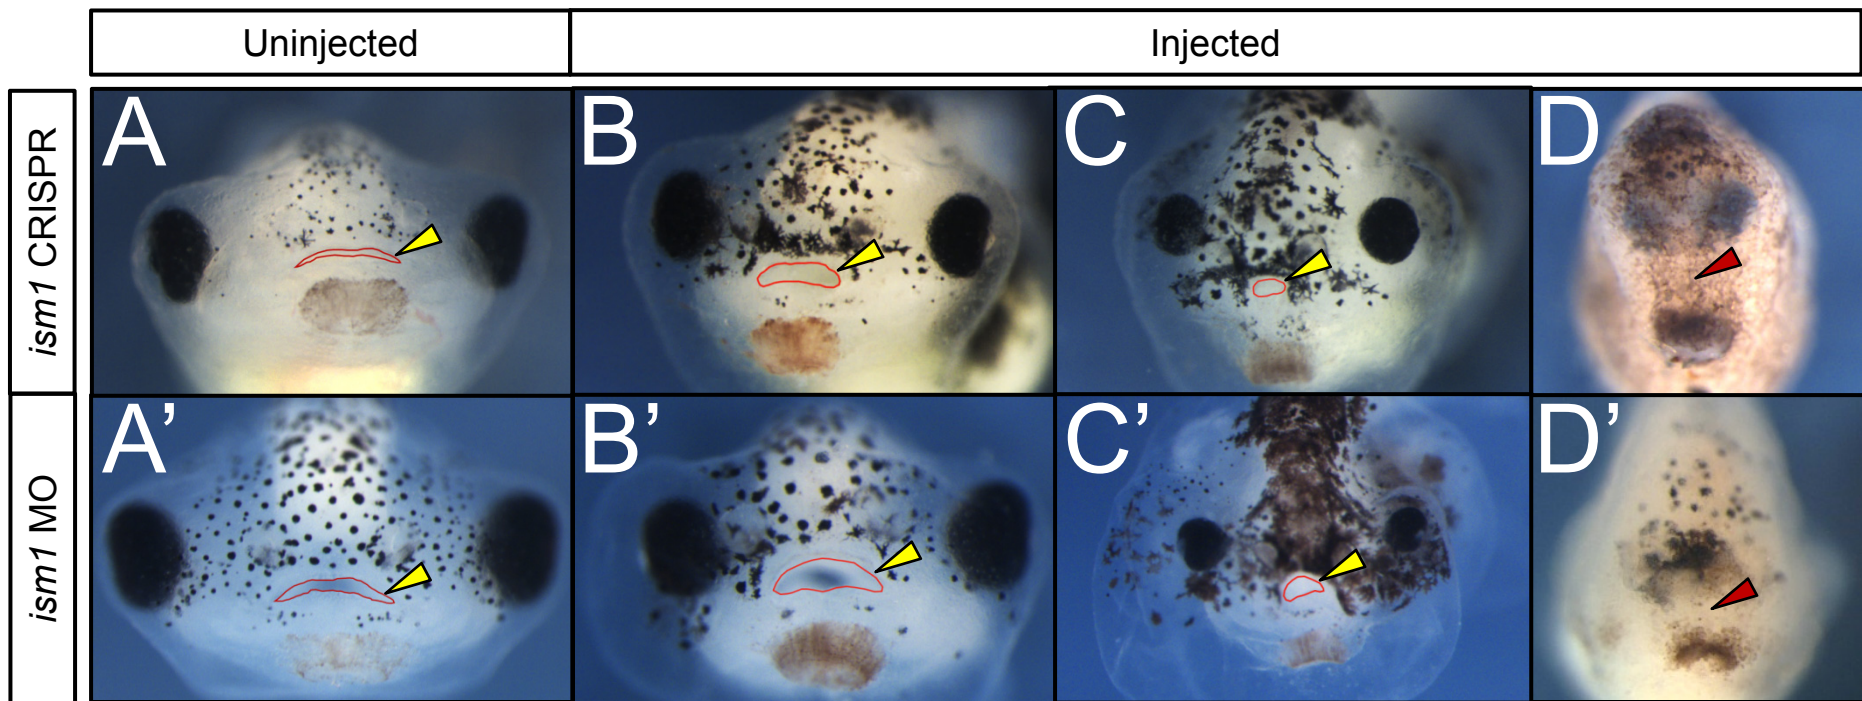 Uninjected
Injected
ism1 CRISPR
A
B
C
D
ism1 MO
A’
B’
C’
D’